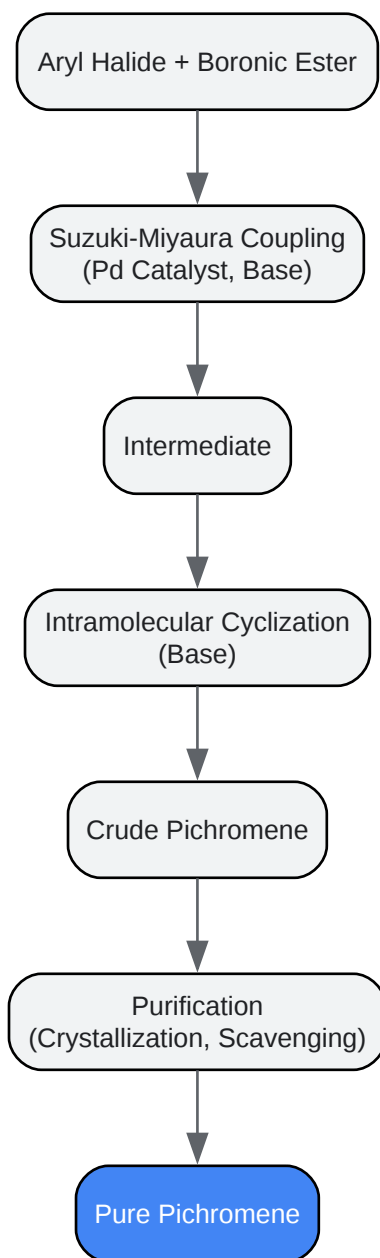 Aryl Halide + Boronic Ester
Suzuki-Miyaura Coupling
(Pd Catalyst, Base)
Intermediate
Intramolecular Cyclization
(Base)
Crude Pichromene
Purification
(Crystallization, Scavenging)
Pure Pichromene